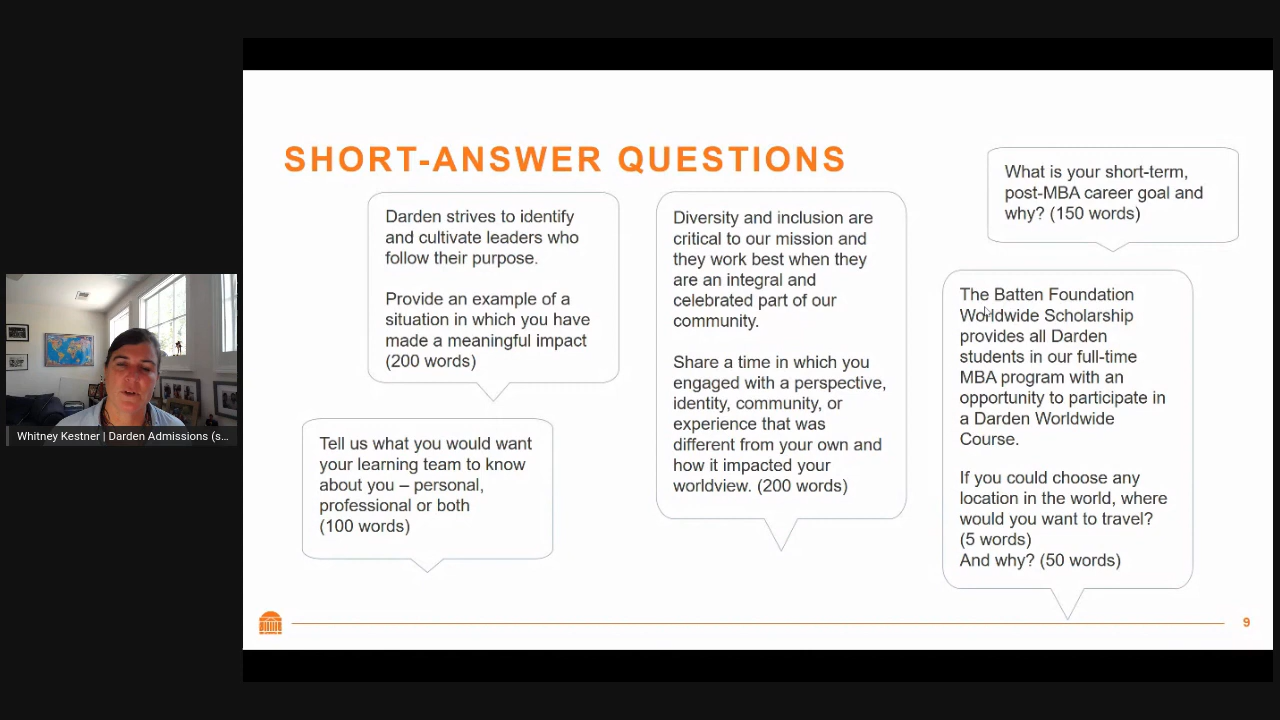 SHORT-ANSWER QUESTIONS
Darden strives to identify
and cultivate leaders who
follow their purpose.
Provide an example of a
situation in which you have
made a meaningful impact
(200 words)
Tell us what you would want
your learning team to know
about you – personal,
professional or both
(100 words)
Diversity and inclusion are
critical to our mission and
they work best when they
are an integral and
celebrated part of our
community.
Share a time in which you
engaged with a perspective,
identity, community, or
experience that was
different from your own and
how it impacted your
worldview. (200 words)
What is your short-term,
post-MBA career goal and
why? (150 words)
The Batten Foundation
Worldwide Scholarship
provides all Darden
students in our full-time
MBA program with an
opportunity to participate in
a Darden Worldwide
Course.
If you could choose any
location in the world, where
would you want to travel?
(5 words)
And why? (50 words)
Whitney Kestner | Darden Admissions (s...
9